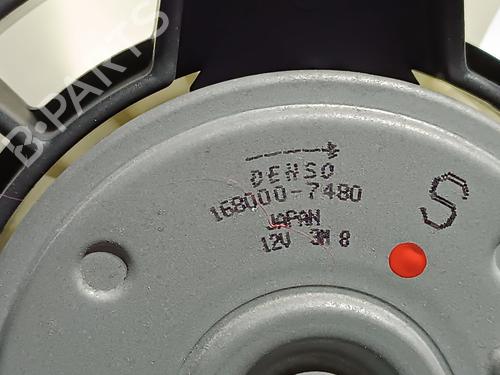 B-PARTS
DENSO
168000-7480
JAPAN
12V 3M 8
S